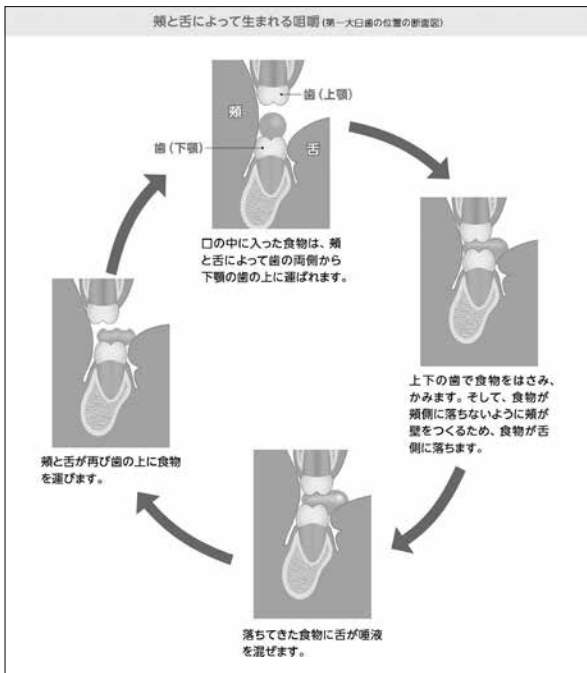 頰と舌によって生まれる咀嚼(第一大臼歯の位置の断面図)
歯(上顎)
頰
歯(下顎)
舌
口の中に入った食物は、頰
と舌によって歯の両側から
下顎の歯の上に運ばれます。
上下の歯で食物をはさみ、
かみます。そして、食物が
頰側に落ちないように頰が
壁をつくるため、食物が舌
側に落ちます。
落ちてきた食物に舌が唾液
を混ぜます。
頰と舌が再び歯の上に食物
を運びます。